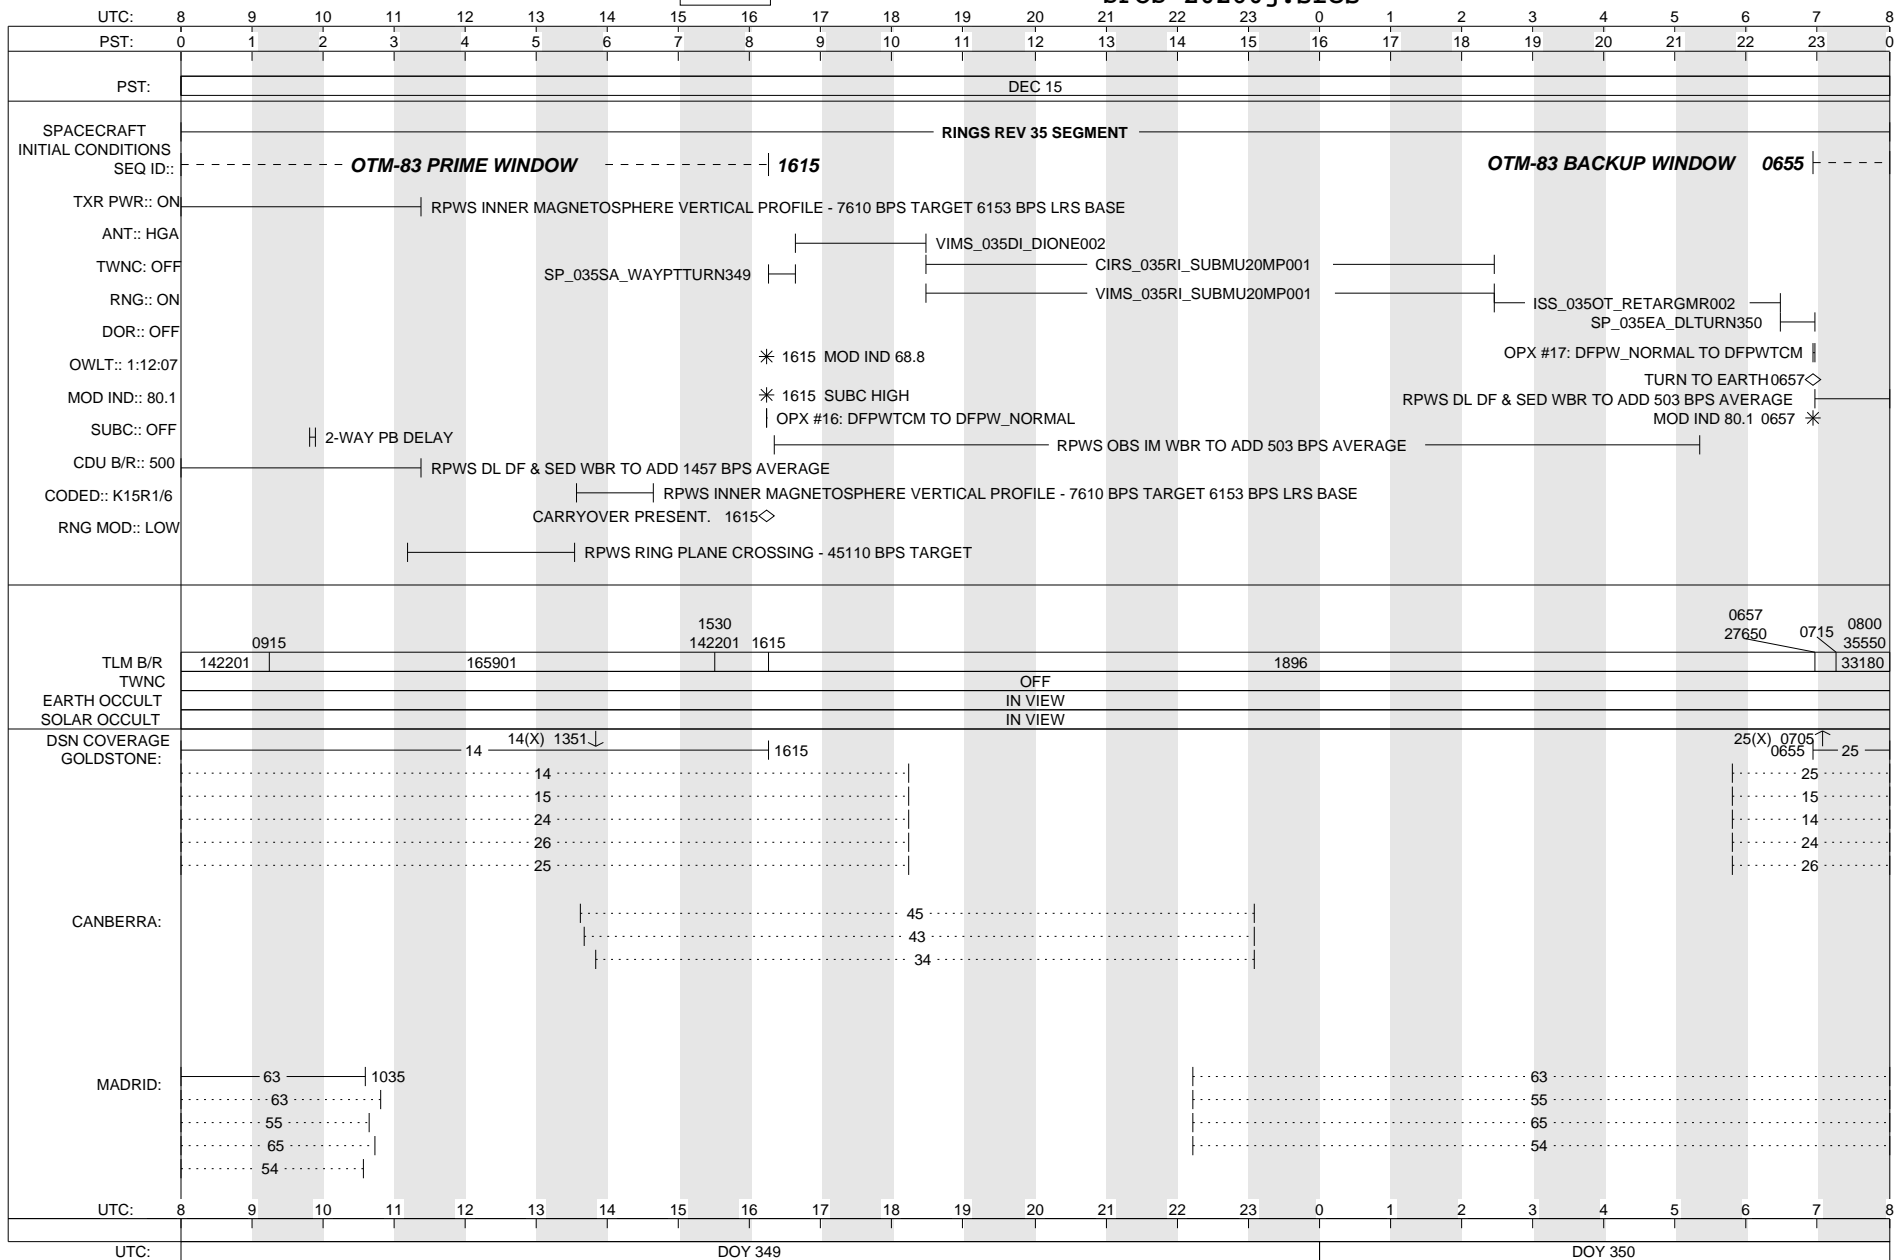 UTC: 8 9 10 11 12 13 14 15 16 17 18 19 20 21 22 23 0 1 2 3 4 5 6 7 8
PST: 0 1 2 3 4 5 6 7 8 9 10 11 12 13 14 15 16 17 18 19 20 21 22 23 0
PST: DEC 15
SPACECRAFT
INITIAL CONDITIONS
RINGS REV 35 SEGMENT
SEQ ID:: OTM-83 PRIME WINDOW 1615 OTM-83 BACKUP WINDOW 0655
TXR PWR:: ON RPWS INNER MAGNETOSPHERE VERTICAL PROFILE - 7610 BPS TARGET 6153 BPS LRS BASE
ANT:: HGA VIMS_035DI_DIONE002
TWNC: OFF CIRS_035RI_SUBMU20MP001
SP_035SA_WAYPTTURN349
RNG:: ON VIMS_035RI_SUBMU20MP001
ISS_035OT_RETARGMR002
DOR:: OFF SP_035EA_DLTURN350
1615 MOD IND 68.8 OPX #17: DFPW_NORMAL TO DFPWTCM
OWLT:: 1:12:07
TURN TO EARTH 0657
MOD IND:: 80.1 1615 SUBC HIGH RPWS DL DF & SED WBR TO ADD 503 BPS AVERAGE
OPX #16: DFPWTCM TO DFPW_NORMAL MOD IND 80.1 0657
SUBC:: OFF 2-WAY PB DELAY
RPWS OBS IM WBR TO ADD 503 BPS AVERAGE
CDU B/R:: 500 RPWS DL DF & SED WBR TO ADD 1457 BPS AVERAGE
CODED:: K15R1/6 RPWS INNER MAGNETOSPHERE VERTICAL PROFILE - 7610 BPS TARGET 6153 BPS LRS BASE
CARRYOVER PRESENT. 1615
RNG MOD:: LOW
RPWS RING PLANE CROSSING - 45110 BPS TARGET
0657 0800
1530 27650 0715 35550
0915 142201 1615
TLM B/R 142201 165901 1896 33180
TWNC OFF
EARTH OCCULT IN VIEW
SOLAR OCCULT IN VIEW
DSN COVERAGE 14(X) 1351 25(X) 0705
GOLDSTONE: 14 1615 0655 25
14 25
15 15
24 14
26 24
25 26
CANBERRA: 45
43
34
MADRID: 63 1035 63
63 55
55 65
65 54
54
UTC: 8 9 10 11 12 13 14 15 16 17 18 19 20 21 22 23 0 1 2 3 4 5 6 7 8
UTC: DOY 349 DOY 350